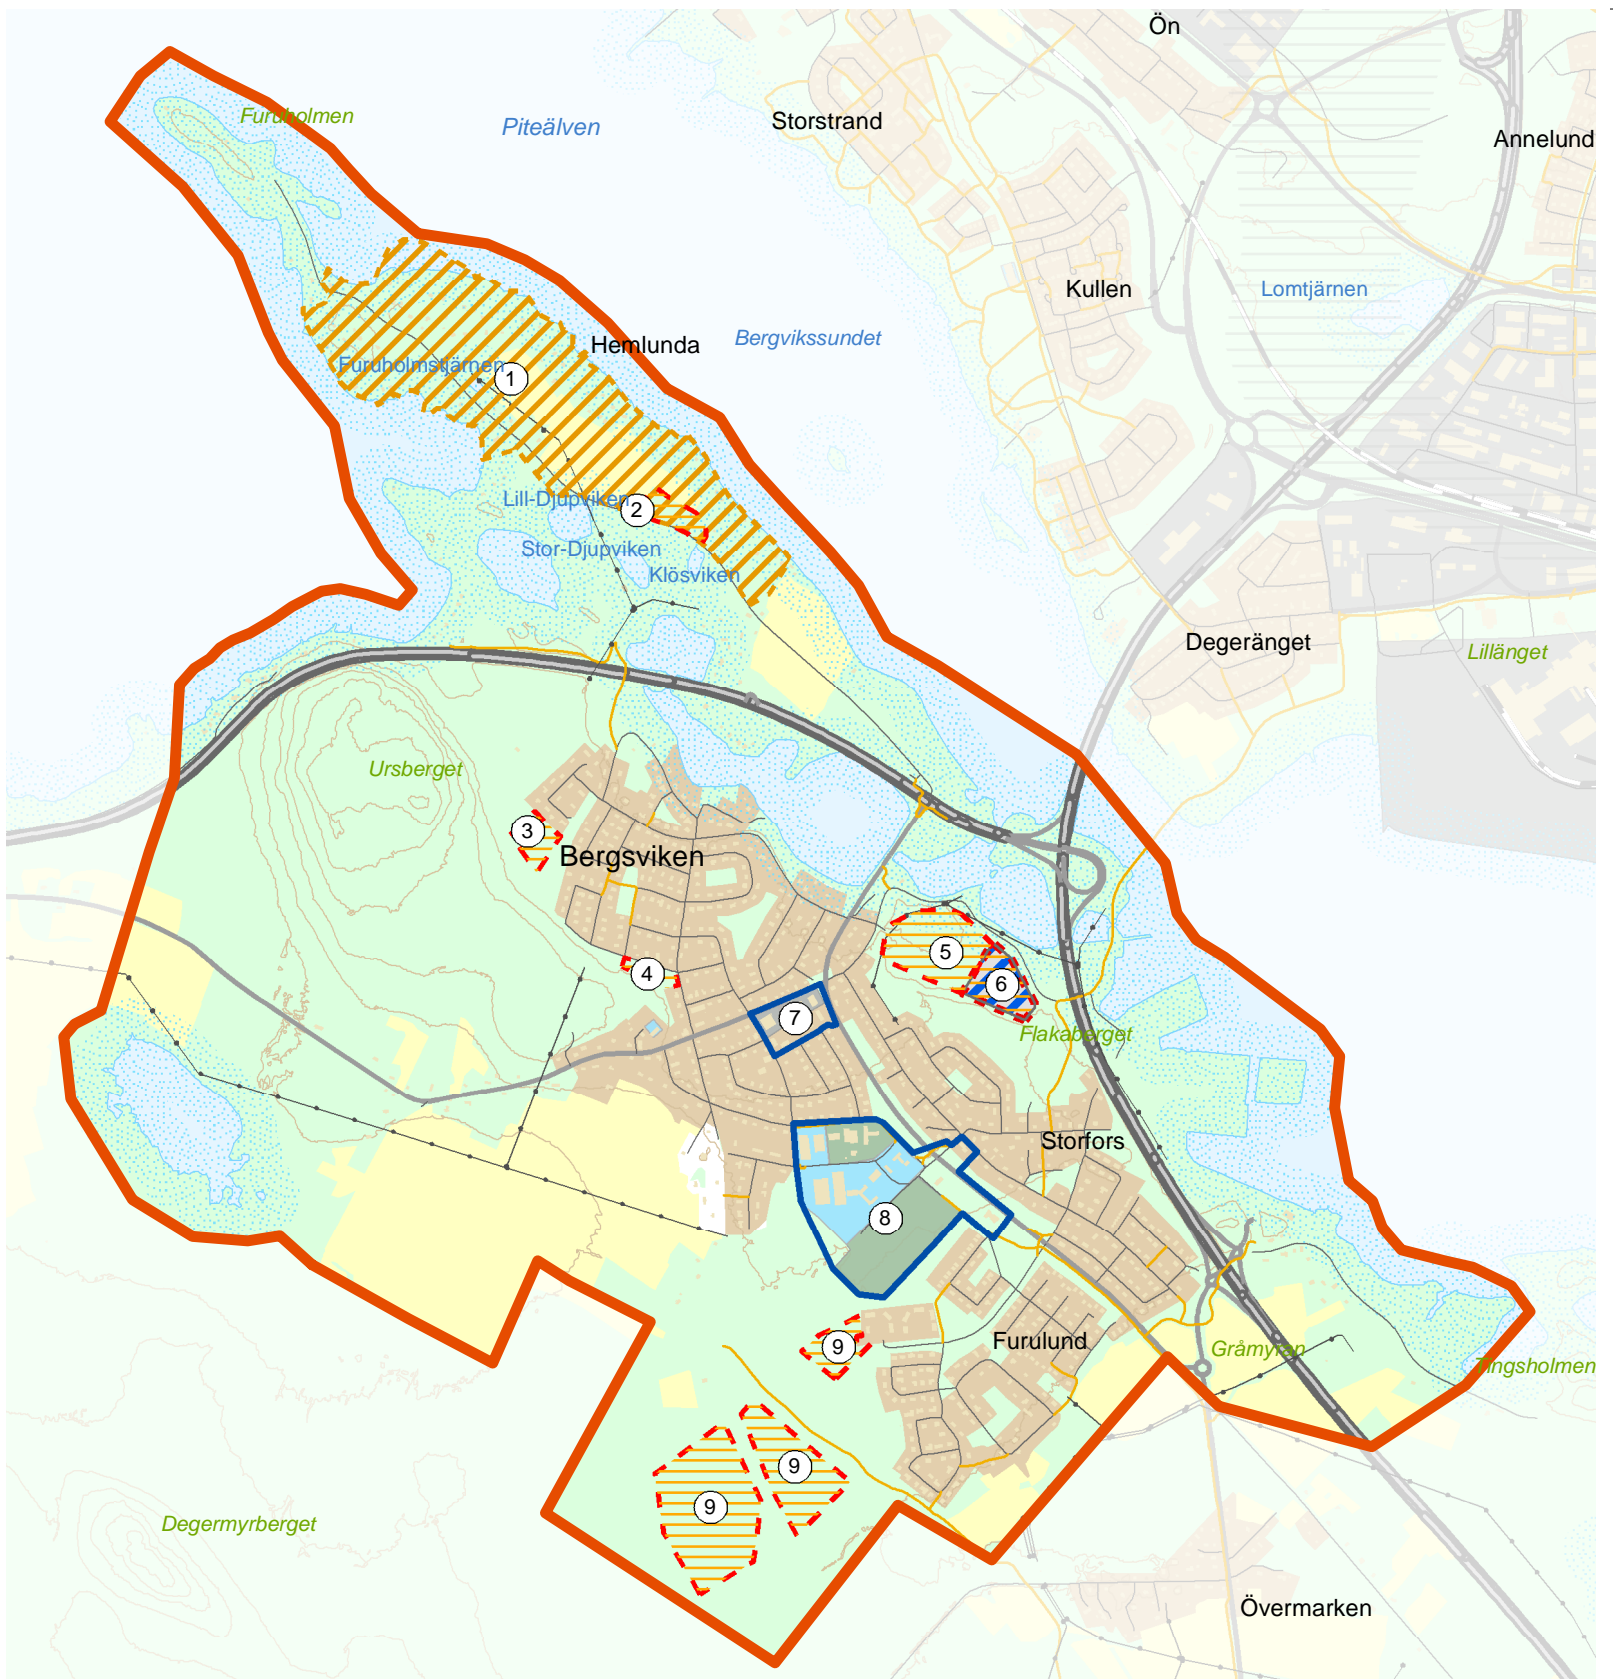 Ön
Furuholmen
Piteälven
Storstrand
Annelund
Kullen
Lomtjärnen
Hemlunda
Bergvikssundet
Furuholmstjärnen
1
Lill-Djupviken
2
Stor-Djupviken
Klösviken
Degeränget
Lillänget
Ursberget
3
Bergsviken
5
4
6
7
Flakaberget
Storfors
8
Furulund
9
Gråmyran
Tingsholmen
9
9
Degermyrberget
Övermarken